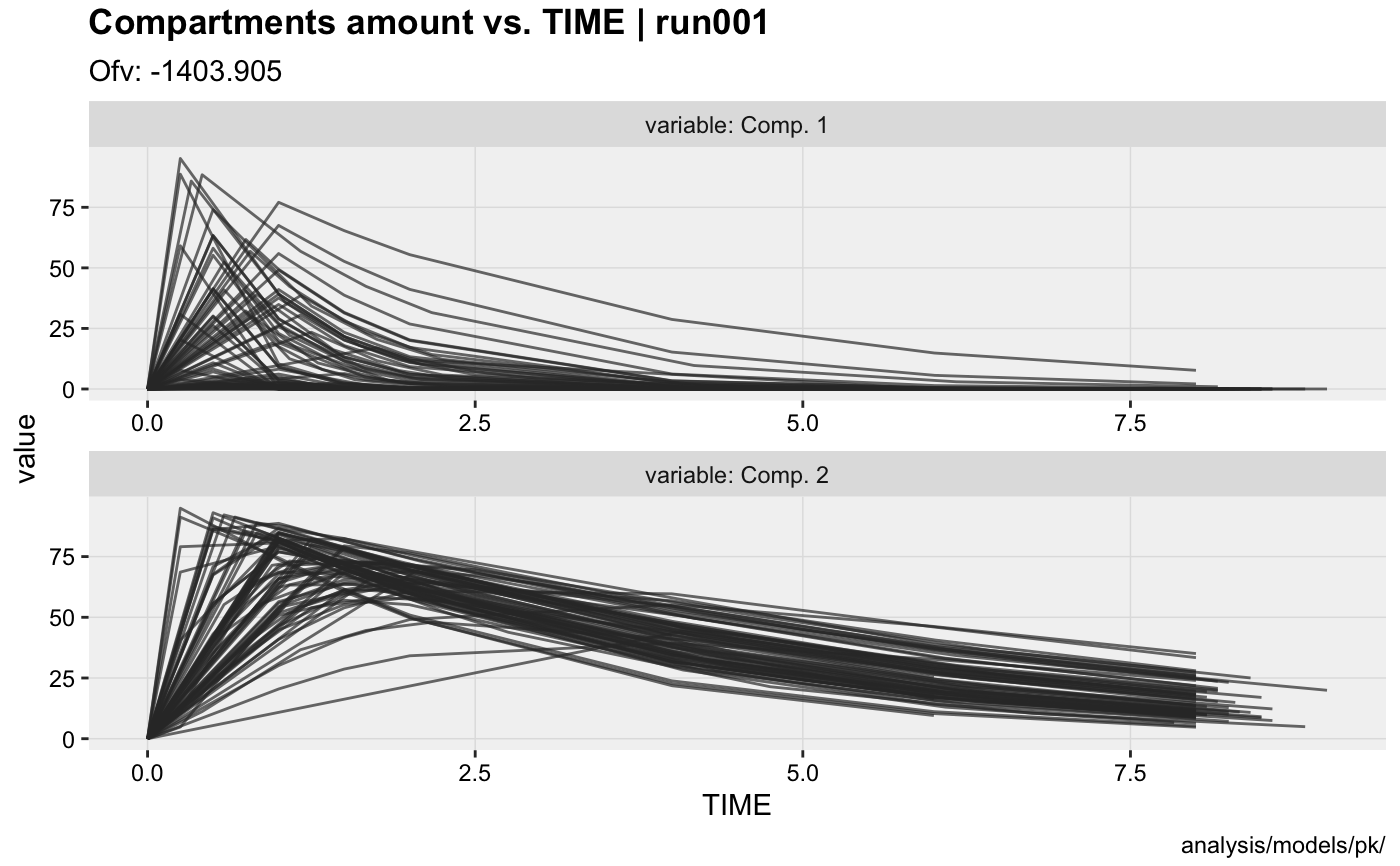 Compartments amount vs. TIME | run001
Ofv: -1403.905
variable: Comp. 1
75
50
25
0
0.0 2.5 5.0 7.5
value
variable: Comp. 2
75
50
25
0
0.0 2.5 5.0 7.5
TIME
analysis/models/pk/